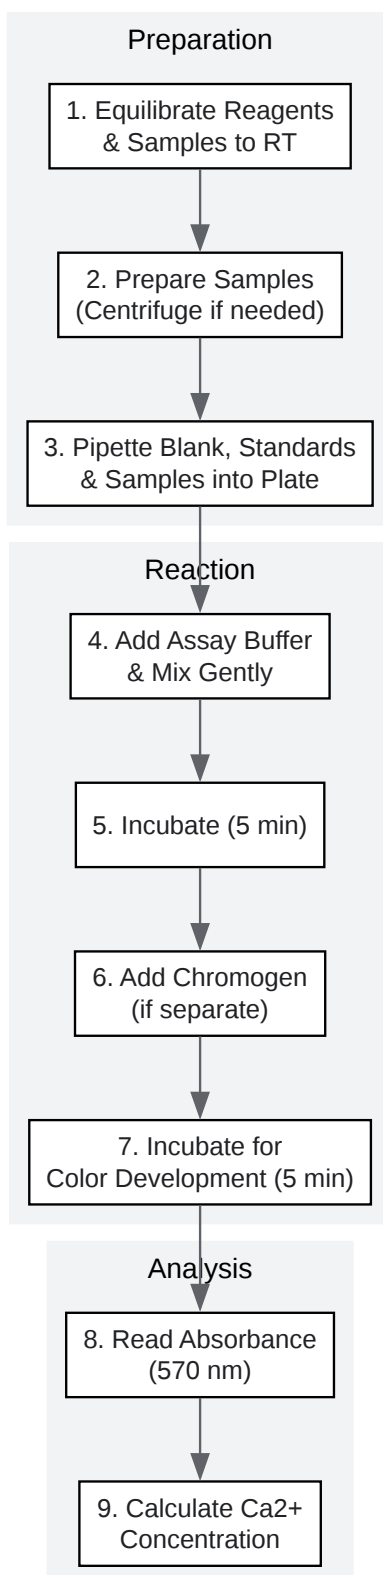 Preparation
1. Equilibrate Reagents
& Samples to RT
2. Prepare Samples
(Centrifuge if needed)
3. Pipette Blank, Standards
& Samples into Plate
Reaction
4. Add Assay Buffer
& Mix Gently
5. Incubate (5 min)
6. Add Chromogen
(if separate)
7. Incubate for
Color Development (5 min)
Analysis
8. Read Absorbance
(570 nm)
9. Calculate Ca2+
Concentration